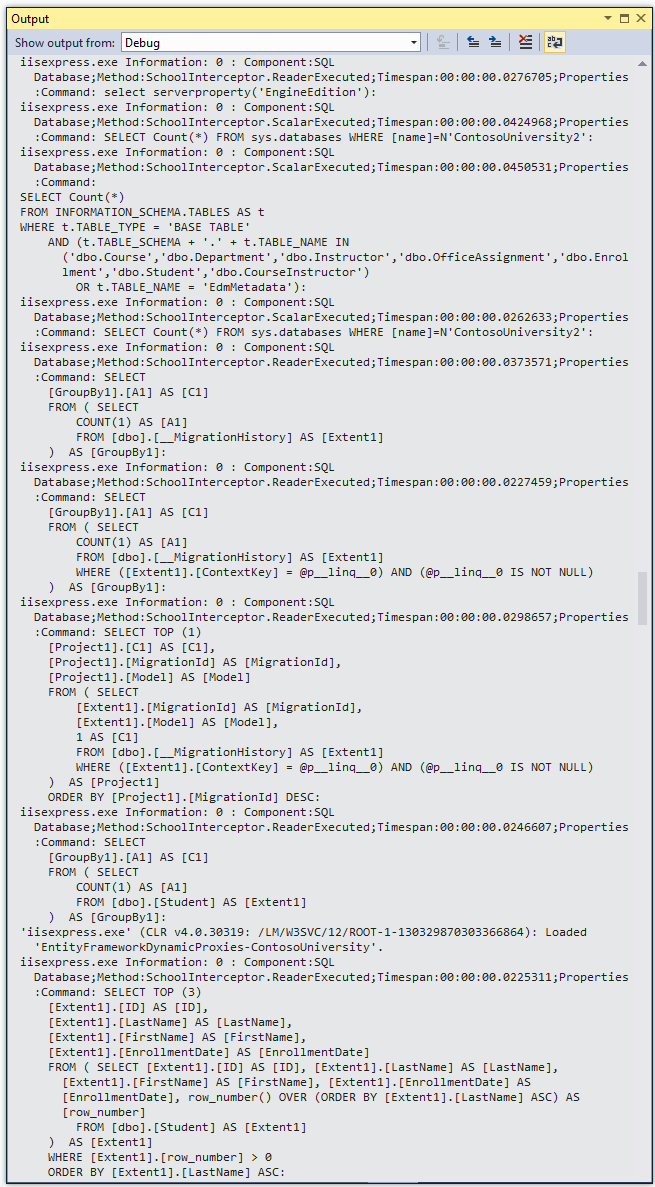 Output
Show output from: Debug
iisexpress.exe Information: 0 : Component:SQL
Database;Method:SchoolInterceptor.ReaderExecuted;Timespan:00:00:00.0276705;Properties
:Command: select serverproperty('EngineEdition'):
iisexpress.exe Information: 0 : Component:SQL
Database;Method:SchoolInterceptor.ScalarExecuted;Timespan:00:00:00.0424968;Properties
:Command: SELECT Count(*) FROM sys.databases WHERE [name]=N'ContosoUniversity2':
iisexpress.exe Information: 0 : Component:SQL
Database;Method:SchoolInterceptor.ScalarExecuted;Timespan:00:00:00.0450531;Properties
:Command:
SELECT Count(*)
FROM INFORMATION_SCHEMA.TABLES AS t
WHERE t.TABLE_TYPE = 'BASE TABLE'
AND (t.TABLE_SCHEMA + '.' + t.TABLE_NAME IN
('dbo.Course','dbo.Department','dbo.Instructor','dbo.OfficeAssignment','dbo.Enrol
lment','dbo.Student','dbo.CourseInstructor')
OR t.TABLE_NAME = 'EdmMetadata'):
iisexpress.exe Information: 0 : Component:SQL
Database;Method:SchoolInterceptor.ScalarExecuted;Timespan:00:00:00.0262633;Properties
:Command: SELECT Count(*) FROM sys.databases WHERE [name]=N'ContosoUniversity2':
iisexpress.exe Information: 0 : Component:SQL
Database;Method:SchoolInterceptor.ReaderExecuted;Timespan:00:00:00.0373571;Properties
:Command: SELECT
[GroupBy1].[A1] AS [C1]
FROM ( SELECT
COUNT(1) AS [A1]
FROM [dbo].[__MigrationHistory] AS [Extent1]
)  AS [GroupBy1]:
iisexpress.exe Information: 0 : Component:SQL
Database;Method:SchoolInterceptor.ReaderExecuted;Timespan:00:00:00.0227459;Properties
:Command: SELECT
[GroupBy1].[A1] AS [C1]
FROM ( SELECT
COUNT(1) AS [A1]
FROM [dbo].[__MigrationHistory] AS [Extent1]
WHERE ([Extent1].[ContextKey] = @p__linq__0) AND (@p__linq__0 IS NOT NULL)
)  AS [GroupBy1]:
iisexpress.exe Information: 0 : Component:SQL
Database;Method:SchoolInterceptor.ReaderExecuted;Timespan:00:00:00.0298657;Properties
:Command: SELECT TOP (1)
[Project1].[C1] AS [C1],
[Project1].[MigrationId] AS [MigrationId],
[Project1].[Model] AS [Model]
FROM ( SELECT
[Extent1].[MigrationId] AS [MigrationId],
[Extent1].[Model] AS [Model],
1 AS [C1]
FROM [dbo].[__MigrationHistory] AS [Extent1]
WHERE ([Extent1].[ContextKey] = @p__linq__0) AND (@p__linq__0 IS NOT NULL)
)  AS [Project1]
ORDER BY [Project1].[MigrationId] DESC:
iisexpress.exe Information: 0 : Component:SQL
Database;Method:SchoolInterceptor.ReaderExecuted;Timespan:00:00:00.0246607;Properties
:Command: SELECT
[GroupBy1].[A1] AS [C1]
FROM ( SELECT
COUNT(1) AS [A1]
FROM [dbo].[Student] AS [Extent1]
)  AS [GroupBy1]:
'iisexpress.exe' (CLR v4.0.30319: /LM/W3SVC/12/ROOT-1-130329870303366864): Loaded
'EntityFrameworkDynamicProxies-ContosoUniversity'.
iisexpress.exe Information: 0 : Component:SQL
Database;Method:SchoolInterceptor.ReaderExecuted;Timespan:00:00:00.0225311;Properties
:Command: SELECT TOP (3)
[Extent1].[ID] AS [ID],
[Extent1].[LastName] AS [LastName],
[Extent1].[FirstName] AS [FirstName],
[Extent1].[EnrollmentDate] AS [EnrollmentDate]
FROM ( SELECT [Extent1].[ID] AS [ID], [Extent1].[LastName] AS [LastName],
[Extent1].[FirstName] AS [FirstName], [Extent1].[EnrollmentDate] AS
[EnrollmentDate], row_number() OVER (ORDER BY [Extent1].[LastName] ASC) AS
[row_number]
FROM [dbo].[Student] AS [Extent1]
)  AS [Extent1]
WHERE [Extent1].[row_number] > 0
ORDER BY [Extent1].[LastName] ASC: